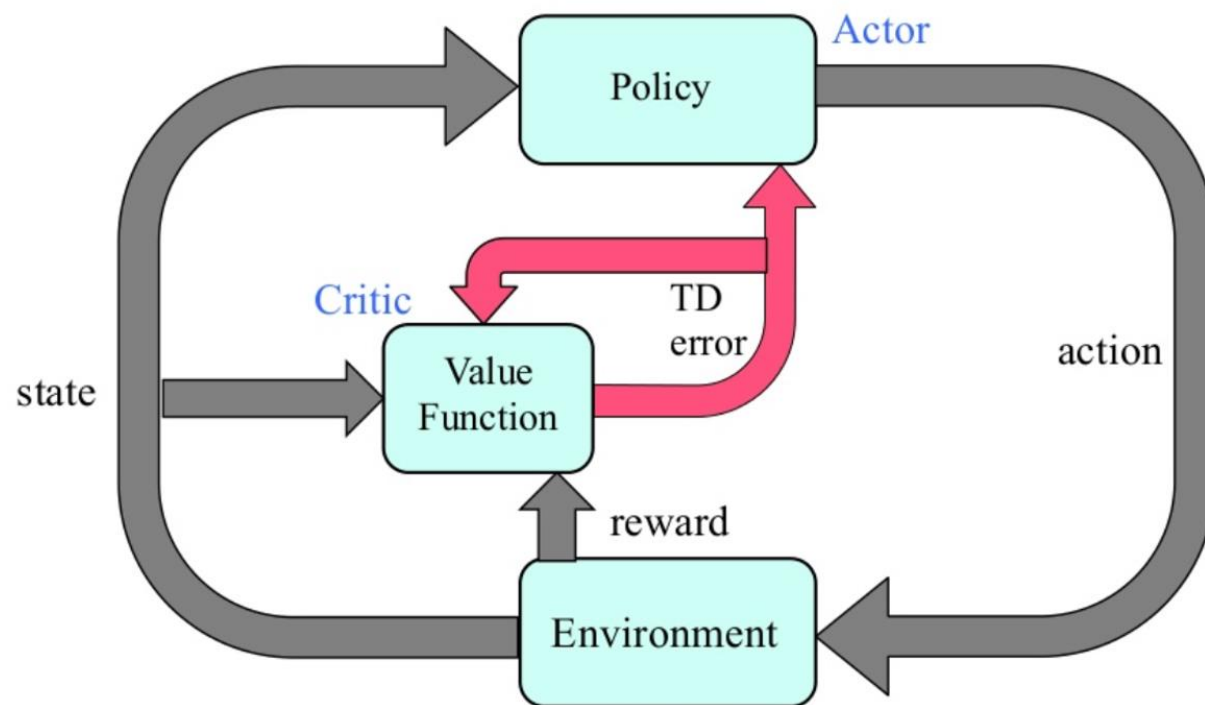 Actor
Policy
Critic
TD
error
Value
Function
state
action
reward
Environment